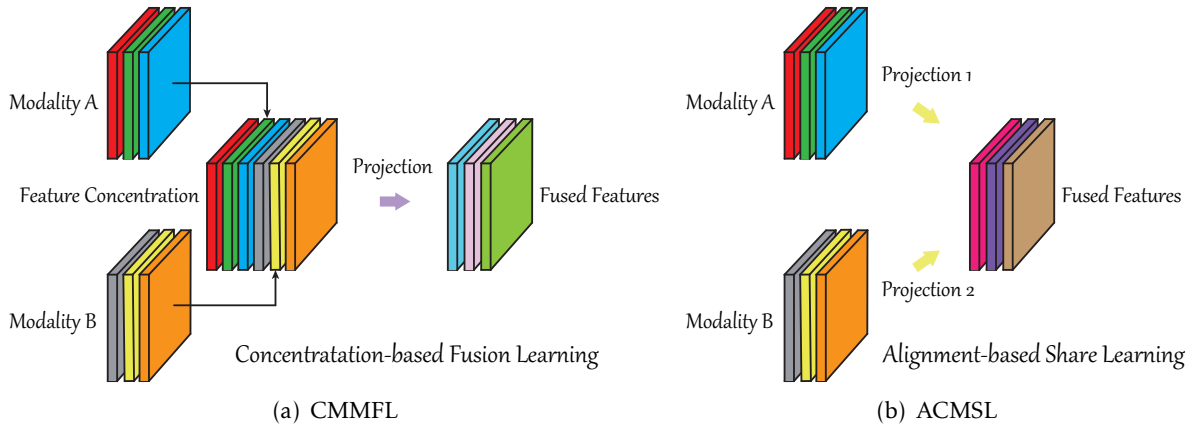 Modality A
Feature Concentration
Projection
Fused Features
Modality B
Concentratation-based Fusion Learning
(a) CMMFL
Modality A
Projection 1
Fused Features
Projection 2
Modality B
Alignment-based Share Learning
(b) ACMSL